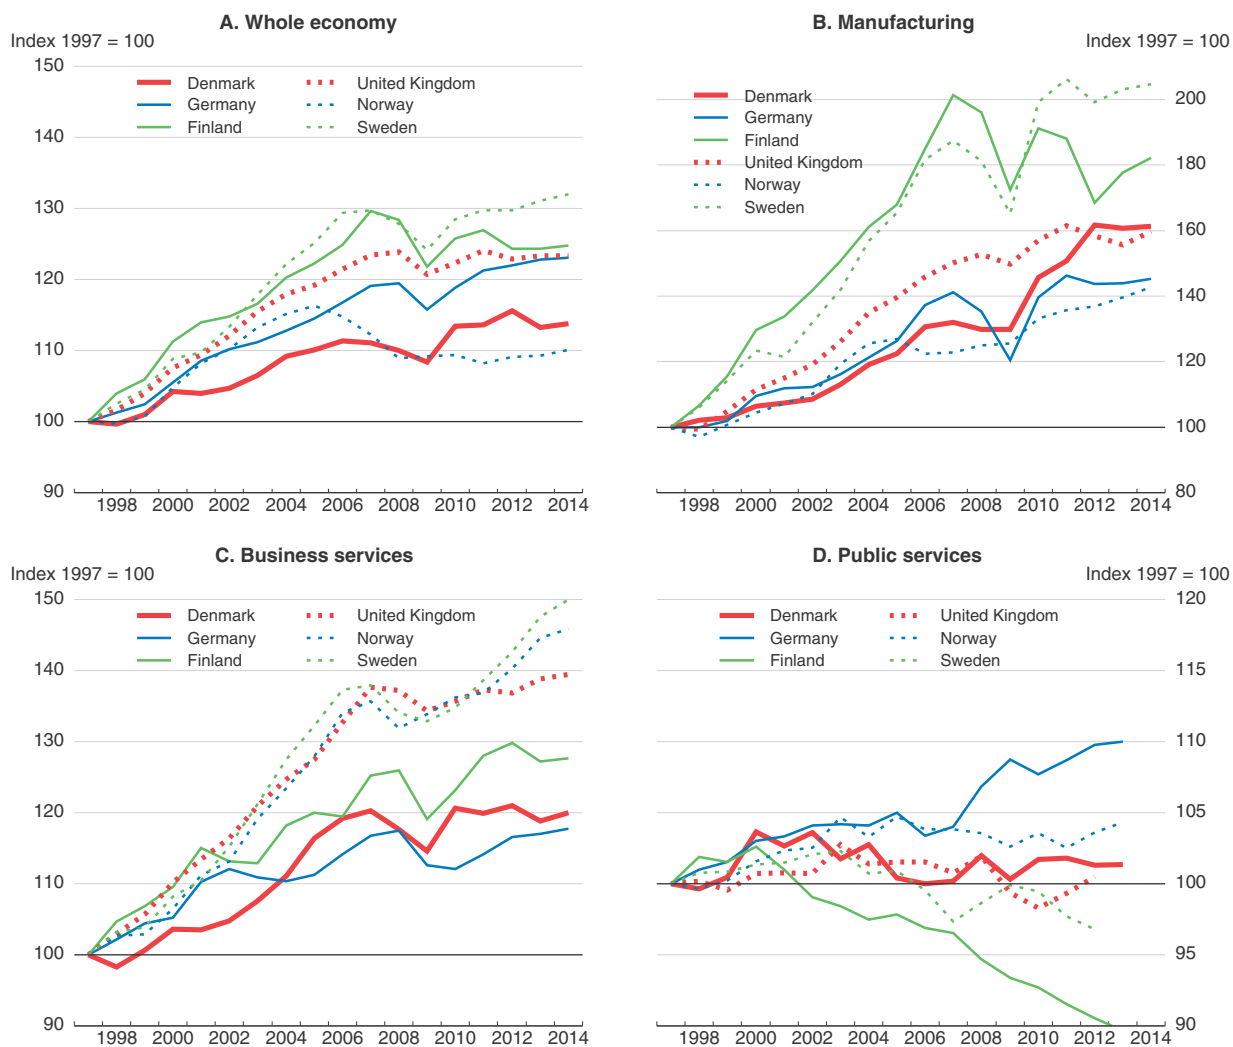 A. Whole economy
Index 1997 = 100
150
140
130
120
110
100
90
Denmark United Kingdom
Germany Norway
Finland Sweden
1998 2000 2002 2004 2006 2008 2010 2012 2014
B. Manufacturing
Index 1997 = 100
200
180
160
140
120
100
80
Denmark
Germany
Finland
United Kingdom
Norway
Sweden
1998 2000 2002 2004 2006 2008 2010 2012 2014
C. Business services
Index 1997 = 100
150
140
130
120
110
100
90
Denmark United Kingdom
Germany Norway
Finland Sweden
1998 2000 2002 2004 2006 2008 2010 2012 2014
D. Public services
Index 1997 = 100
120
115
110
105
100
95
90
Denmark United Kingdom
Germany Norway
Finland Sweden
1998 2000 2002 2004 2006 2008 2010 2012 2014